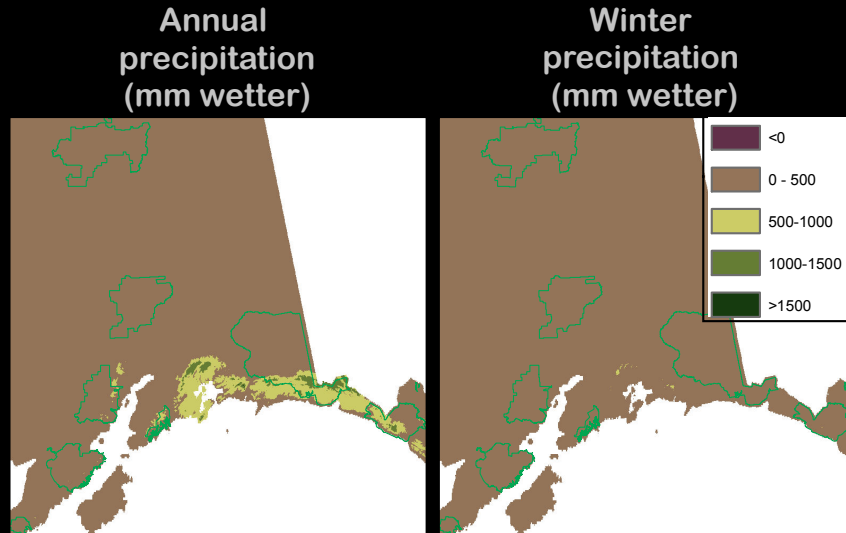 Annual
precipitation
(mm wetter)
Winter
precipitation
(mm wetter)
<0
0 - 500
500-1000
1000-1500
>1500